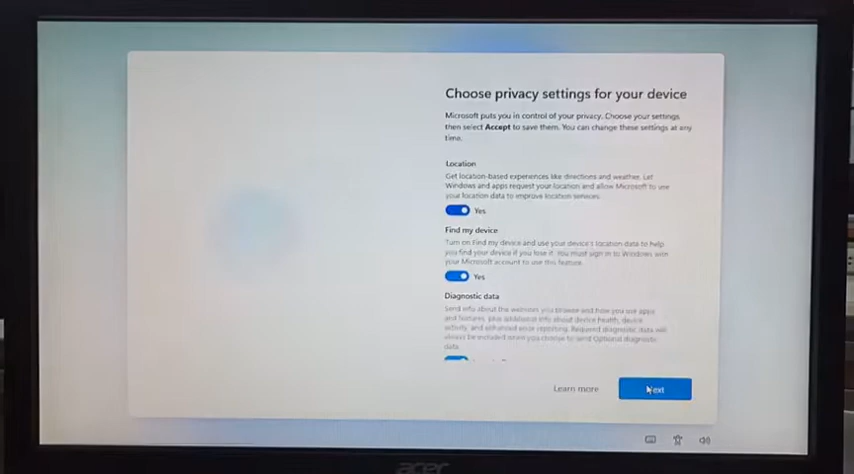 Choose privacy settings for your device
Microsoft puts you in control of your privacy. Choose your settings
then select Accept to save them. You can change these settings at any
time.
Location
Get location-based experiences like directions and weather. Let
Windows and apps request your location and allow Microsoft to use
your location data to improve location services.
Yes
Find my device
Turn on Find my device and use your device's location data to help
you find your device if you lose it. You must sign in to Windows with
your Microsoft account to use this feature.
Yes
Diagnostic data
Send info about the websites you browse and how you use apps
and features, plus additional info about device health, device
activity, and enhanced error reporting. Required diagnostic data will
always be included when you choose to send Optional diagnostic
data.
Learn more
Next
acer